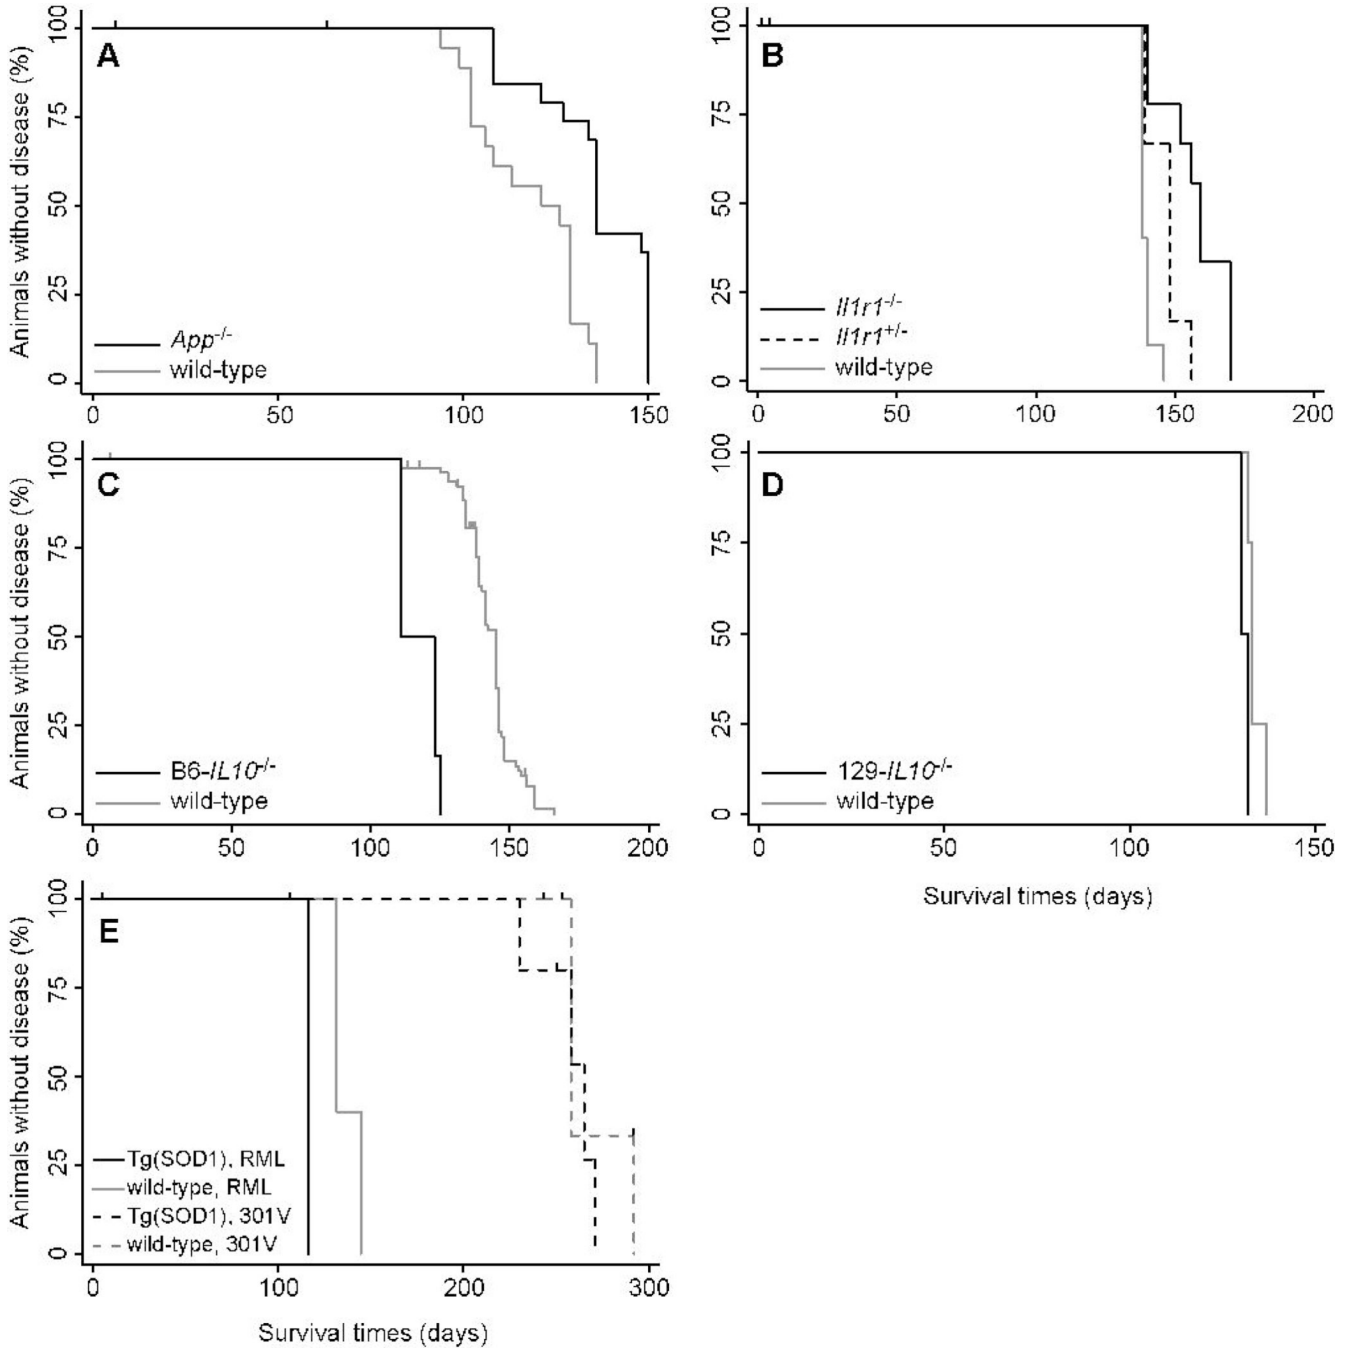 A
Animals without disease (%)
100
75
50
25
0
App-/-
wild-type
0 50 100 150
B
100
75
50
25
0
Il1r1-/-
Il1r1+/-
wild-type
0 50 100 150 200
C
Animals without disease (%)
100
75
50
25
0
B6-IL10-/-
wild-type
0 50 100 150 200
D
100
75
50
25
0
129-IL10-/-
wild-type
0 50 100 150
Survival times (days)
E
Animals without disease (%)
100
75
50
25
0
Tg(SOD1), RML
wild-type, RML
Tg(SOD1), 301V
wild-type, 301V
0 100 200 300
Survival times (days)